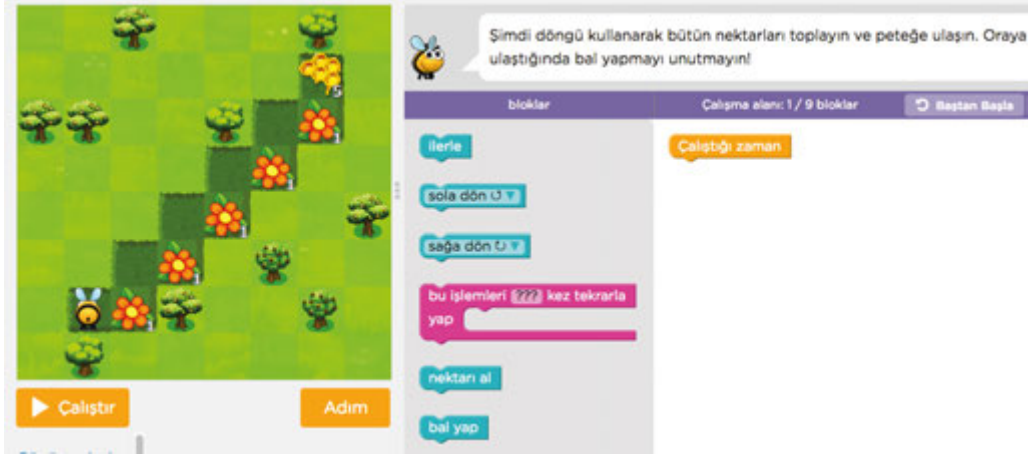 Şimdi döngü kullanarak bütün nektarları toplayın ve peteğe ulaşın. Oraya
ulaştığında bal yapmayı unutmayın!
bloklar
Çalışma alanı: 1 / 9 bloklar
Baştan Başla
ilerle
Çalıştığı zaman
sola dön
sağa dön
bu işlemleri ??? kez tekrarla
yap
nektarı al
bal yap
5
1
1
1
1
1
Çalıştır
Adım